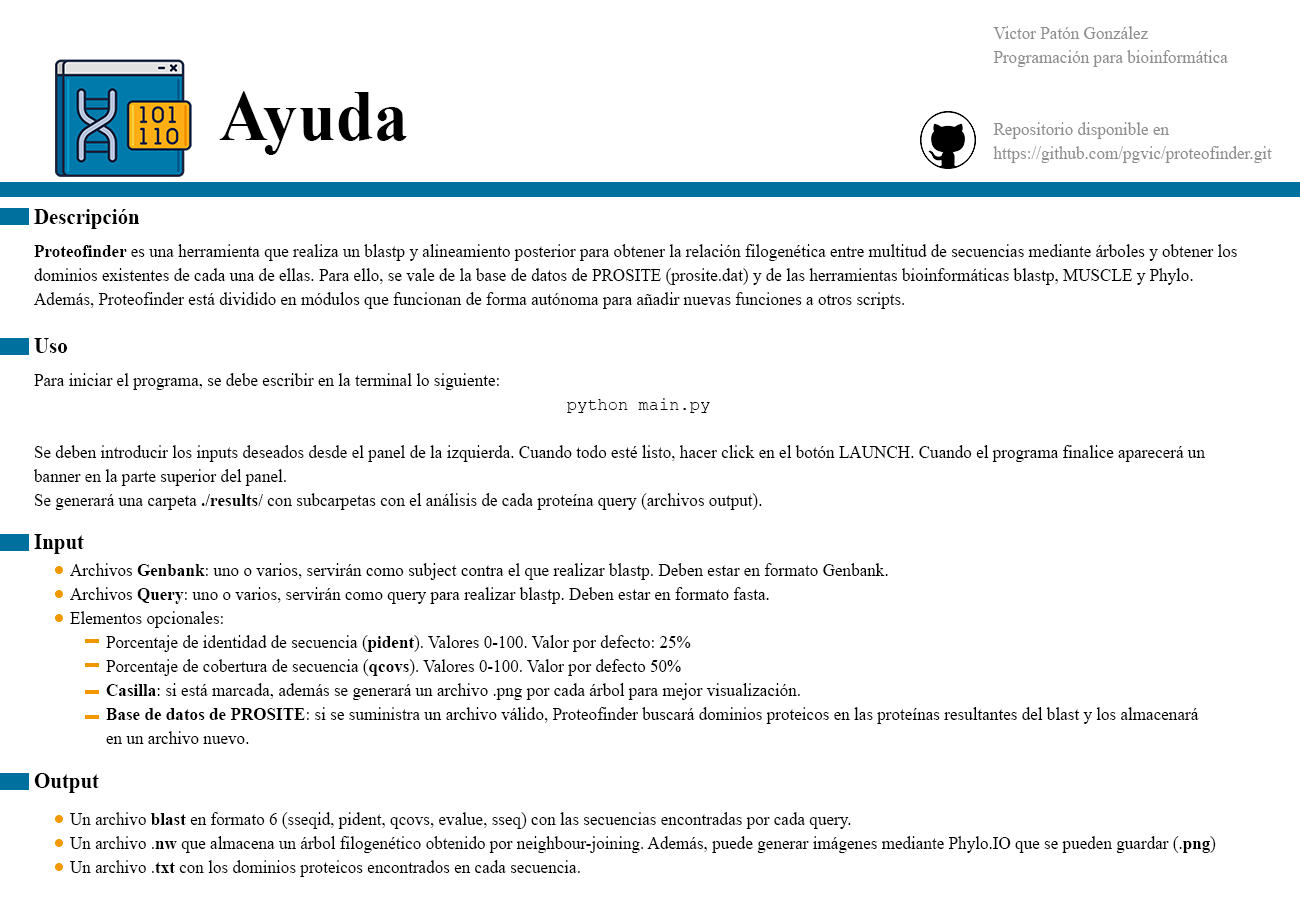 Victor Patón González
Programación para bioinformática
101
110
Ayuda
Repositorio disponible en
https://github.com/pgvic/proteofinder.git
Descripción
Proteofinder es una herramienta que realiza un blastp y alineamiento posterior para obtener la relación filogenética entre multitud de secuencias mediante árboles y obtener los
dominios existentes de cada una de ellas. Para ello, se vale de la base de datos de PROSITE (prosite.dat) y de las herramientas bioinformáticas blastp, MUSCLE y Phylo.
Además, Proteofinder está dividido en módulos que funcionan de forma autónoma para añadir nuevas funciones a otros scripts.
Uso
Para iniciar el programa, se debe escribir en la terminal lo siguiente:
python main.py
Se deben introducir los inputs deseados desde el panel de la izquierda. Cuando todo esté listo, hacer click en el botón LAUNCH. Cuando el programa finalice aparecerá un
banner en la parte superior del panel.
Se generará una carpeta ./results/ con subcarpetas con el análisis de cada proteína query (archivos output).
Input
Archivos Genbank: uno o varios, servirán como subject contra el que realizar blastp. Deben estar en formato Genbank.
Archivos Query: uno o varios, servirán como query para realizar blastp. Deben estar en formato fasta.
Elementos opcionales:
Porcentaje de identidad de secuencia (pident). Valores 0-100. Valor por defecto: 25%
Porcentaje de cobertura de secuencia (qcovs). Valores 0-100. Valor por defecto 50%
Casilla: si está marcada, además se generará un archivo .png por cada árbol para mejor visualización.
Base de datos de PROSITE: si se suministra un archivo válido, Proteofinder buscará dominios proteicos en las proteínas resultantes del blast y los almacenará
en un archivo nuevo.
Output
Un archivo blast en formato 6 (sseqid, pident, qcovs, evalue, sseq) con las secuencias encontradas por cada query.
Un archivo .nw que almacena un árbol filogenético obtenido por neighbour-joining. Además, puede generar imágenes mediante Phylo.IO que se pueden guardar (.png)
Un archivo .txt con los dominios proteicos encontrados en cada secuencia.